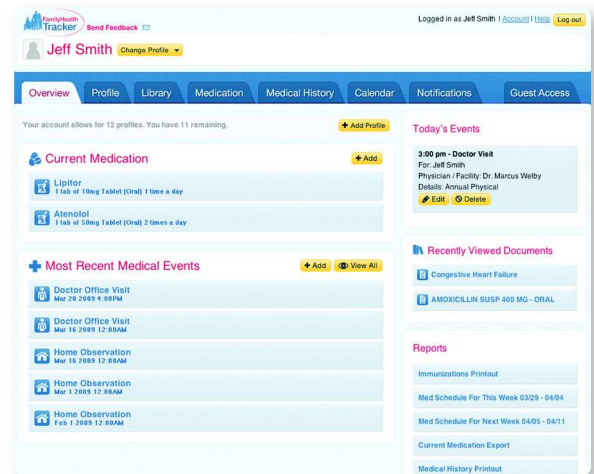 FamilyHealth
Tracker
Send Feedback
Logged in as Jeff Smith | Account | Help
Log out
Jeff Smith
Change Profile
Overview
Profile
Library
Medication
Medical History
Calendar
Notifications
Guest Access
Your account allows for 12 profiles. You have 11 remaining.
+ Add Profile
Current Medication
+ Add
Lipitor
1 tab of 10mg Tablet (Oral) 1 time a day
Atenolol
1 tab of 50mg Tablet (Oral) 2 times a day
Most Recent Medical Events
+ Add
View All
Doctor Office Visit
Mar 20 2009 4:00PM
Doctor Office Visit
Mar 16 2009 12:00AM
Home Observation
Mar 16 2009 12:00AM
Home Observation
Mar 1 2009 12:00AM
Home Observation
Feb 1 2009 12:00AM
Today's Events
3:00 pm - Doctor Visit
For: Jeff Smith
Physician / Facility: Dr. Marcus Welby
Details: Annual Physical
Edit
Delete
Recently Viewed Documents
Congestive Heart Failure
AMOXICILLIN SUSP 400 MG - ORAL
Reports
Immunizations Printout
Med Schedule For This Week 03/29 - 04/04
Med Schedule For Next Week 04/05 - 04/11
Current Medication Export
Medical History Printout